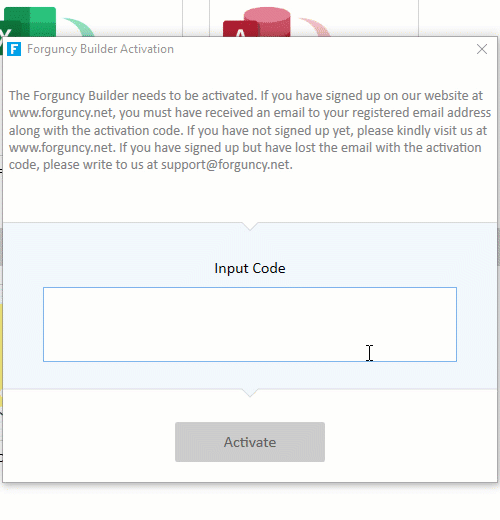 X
A
F Forguncy Builder Activation
The Forguncy Builder needs to be activated. If you have signed up on our website at
www.forguncy.net, you must have received an email to your registered email address
along with the activation code. If you have not signed up yet, please kindly visit us at
www.forguncy.net. If you have signed up but have lost the email with the activation
code, please write to us at support@forguncy.net.
Input Code
Activate